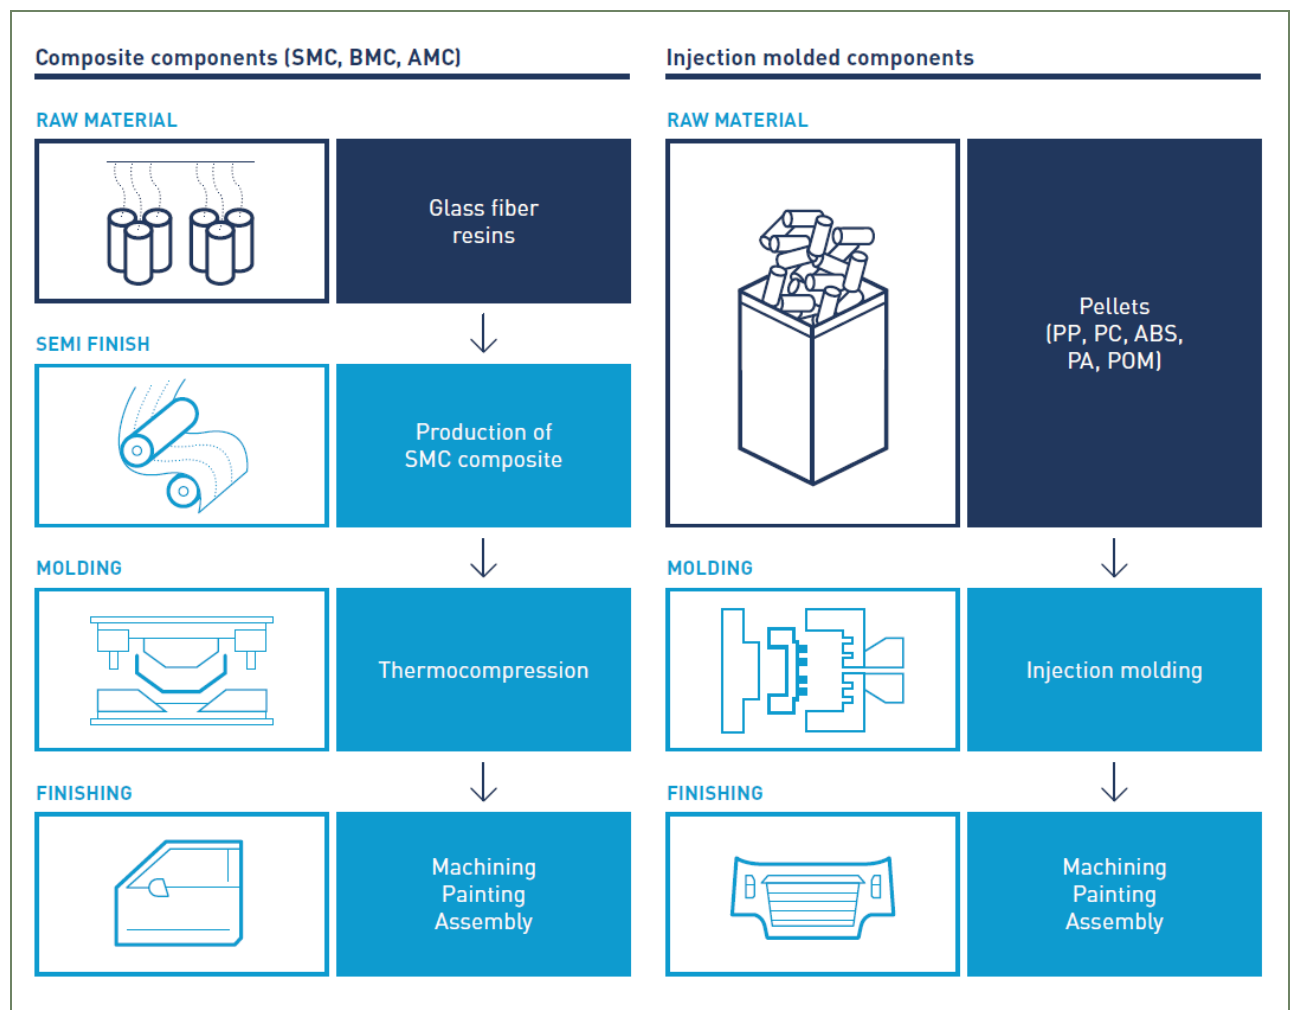 Composite components (SMC, BMC, AMC)
RAW MATERIAL
Glass fiber
resins
SEMI FINISH
Production of
SMC composite
MOLDING
Thermocompression
FINISHING
Machining
Painting
Assembly
Injection molded components
RAW MATERIAL
Pellets
(PP, PC, ABS,
PA, POM)
MOLDING
Injection molding
FINISHING
Machining
Painting
Assembly